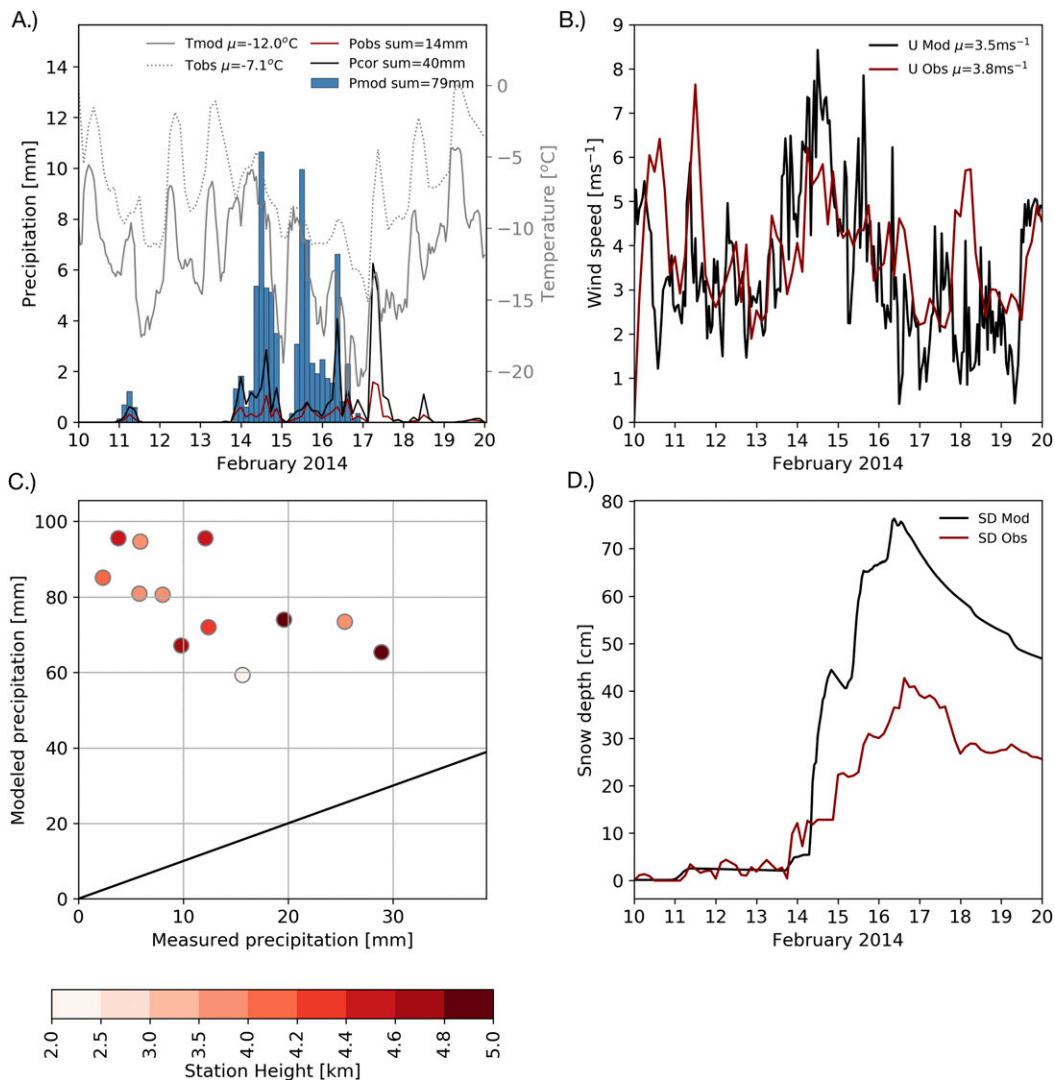 A.)
Tmod μ=-12.0°C
Tobs μ=-7.1°C
Pobs sum=14mm
Pcor sum=40mm
Pmod sum=79mm
Precipitation [mm]
14
12
10
8
6
4
2
0
0
−5
−10
−15
−20
Temperature [°C]
10 11 12 13 14 15 16 17 18 19 20
February 2014
B.)
U Mod μ=3.5ms⁻¹
U Obs μ=3.8ms⁻¹
Wind speed [ms⁻¹]
9
8
7
6
5
4
3
2
1
0
10 11 12 13 14 15 16 17 18 19 20
February 2014
C.)
Modeled precipitation [mm]
100
80
60
40
20
0
0 10 20 30
Measured precipitation [mm]
D.)
SD Mod
SD Obs
Snow depth [cm]
80
70
60
50
40
30
20
10
0
10 11 12 13 14 15 16 17 18 19 20
February 2014
2.0 2.5 3.0 3.5 4.0 4.2 4.4 4.6 4.8 5.0
Station Height [km]